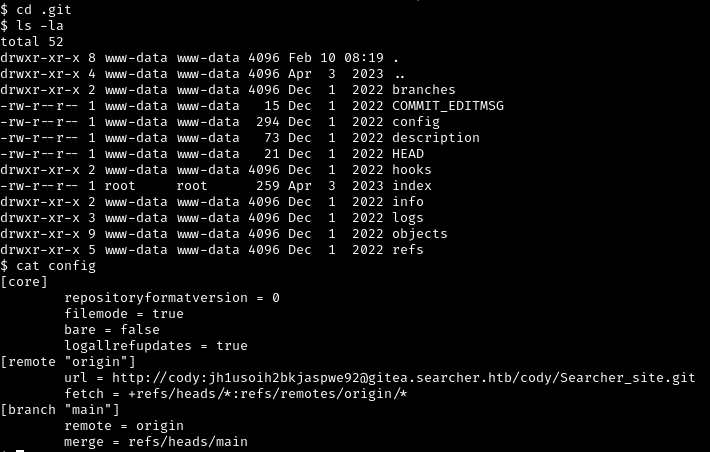 $ cd .git
$ ls -la
total 52
drwxr-xr-x 8 www-data www-data 4096 Feb 10 08:19 .
drwxr-xr-x 4 www-data www-data 4096 Apr  3  2023 ..
drwxr-xr-x 2 www-data www-data 4096 Dec  1  2022 branches
-rw-r--r-- 1 www-data www-data   15 Dec  1  2022 COMMIT_EDITMSG
-rw-r--r-- 1 www-data www-data  294 Dec  1  2022 config
-rw-r--r-- 1 www-data www-data   73 Dec  1  2022 description
-rw-r--r-- 1 www-data www-data   21 Dec  1  2022 HEAD
drwxr-xr-x 2 www-data www-data 4096 Dec  1  2022 hooks
-rw-r--r-- 1 root     root      259 Apr  3  2023 index
drwxr-xr-x 2 www-data www-data 4096 Dec  1  2022 info
drwxr-xr-x 3 www-data www-data 4096 Dec  1  2022 logs
drwxr-xr-x 9 www-data www-data 4096 Dec  1  2022 objects
drwxr-xr-x 5 www-data www-data 4096 Dec  1  2022 refs
$ cat config
[core]
        repositoryformatversion = 0
        filemode = true
        bare = false
        logallrefupdates = true
[remote "origin"]
        url = http://cody:jh1usoih2bkjaspwe92@gitea.searcher.htb/cody/Searcher_site.git
        fetch = +refs/heads/*:refs/remotes/origin/*
[branch "main"]
        remote = origin
        merge = refs/heads/main